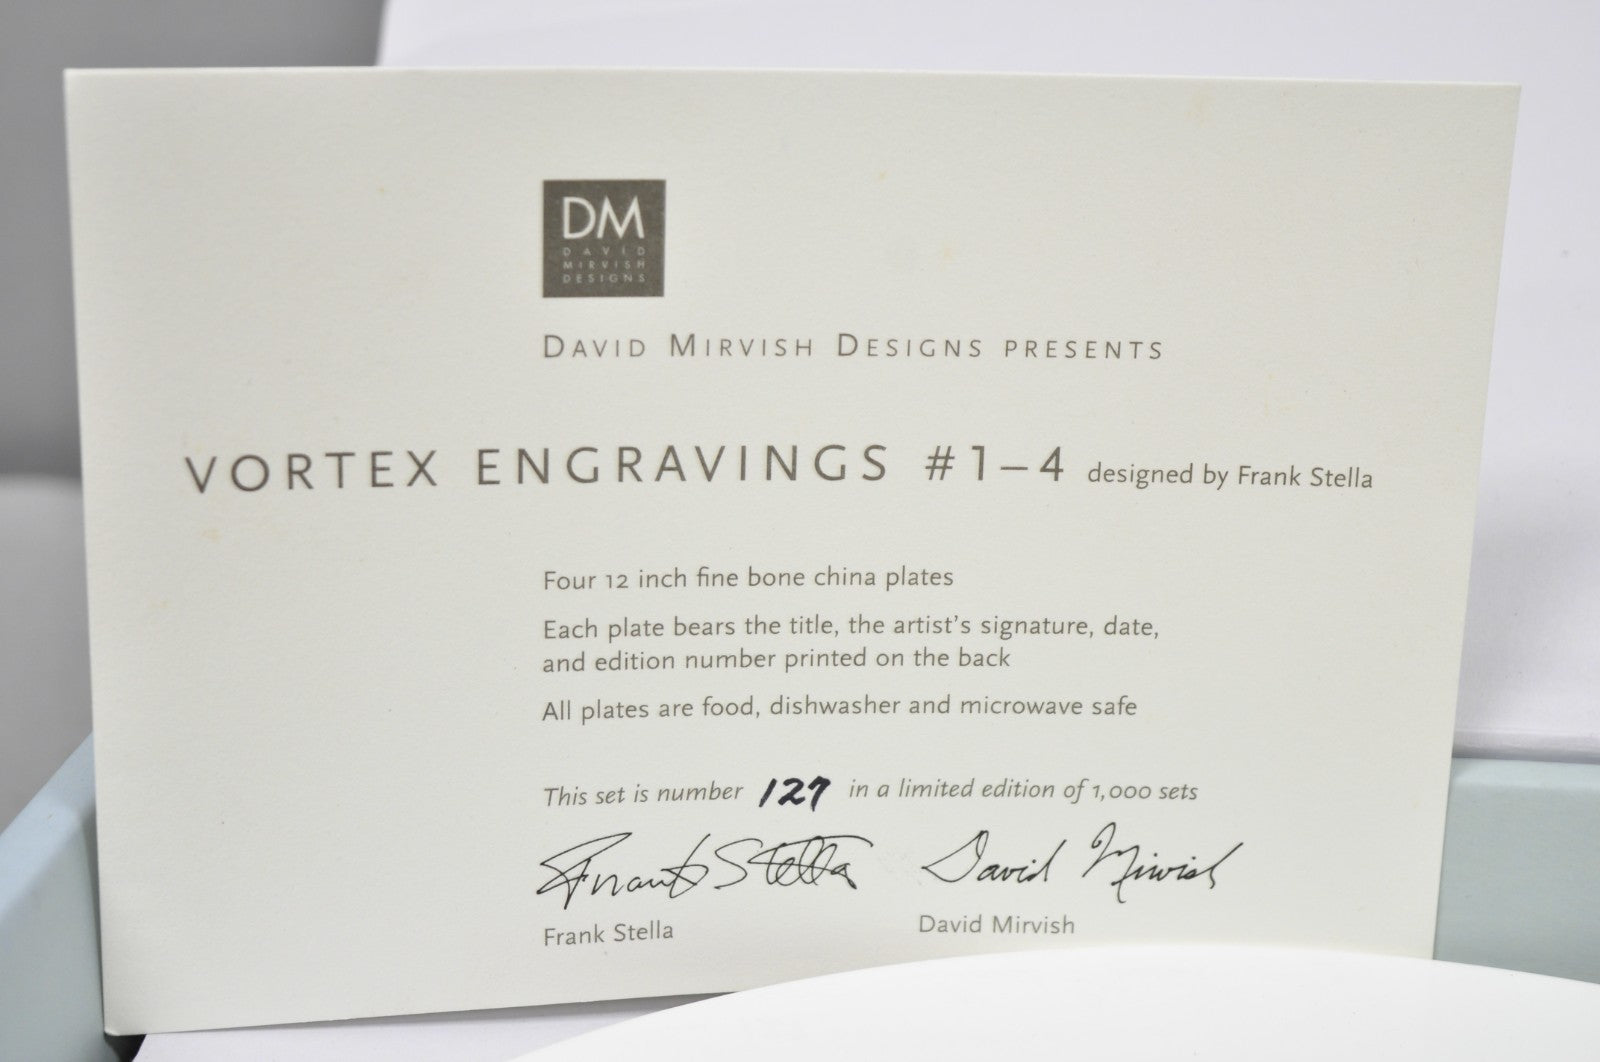 DM
DAVID
MIRVISH
DESIGNS
DAVID MIRVISH DESIGNS PRESENTS
VORTEX ENGRAVINGS #1–4 designed by Frank Stella
Four 12 inch fine bone china plates
Each plate bears the title, the artist's signature, date,
and edition number printed on the back
All plates are food, dishwasher and microwave safe
This set is number 127 in a limited edition of 1,000 sets
Frank Stella David Mirvish
Frank Stella David Mirvish